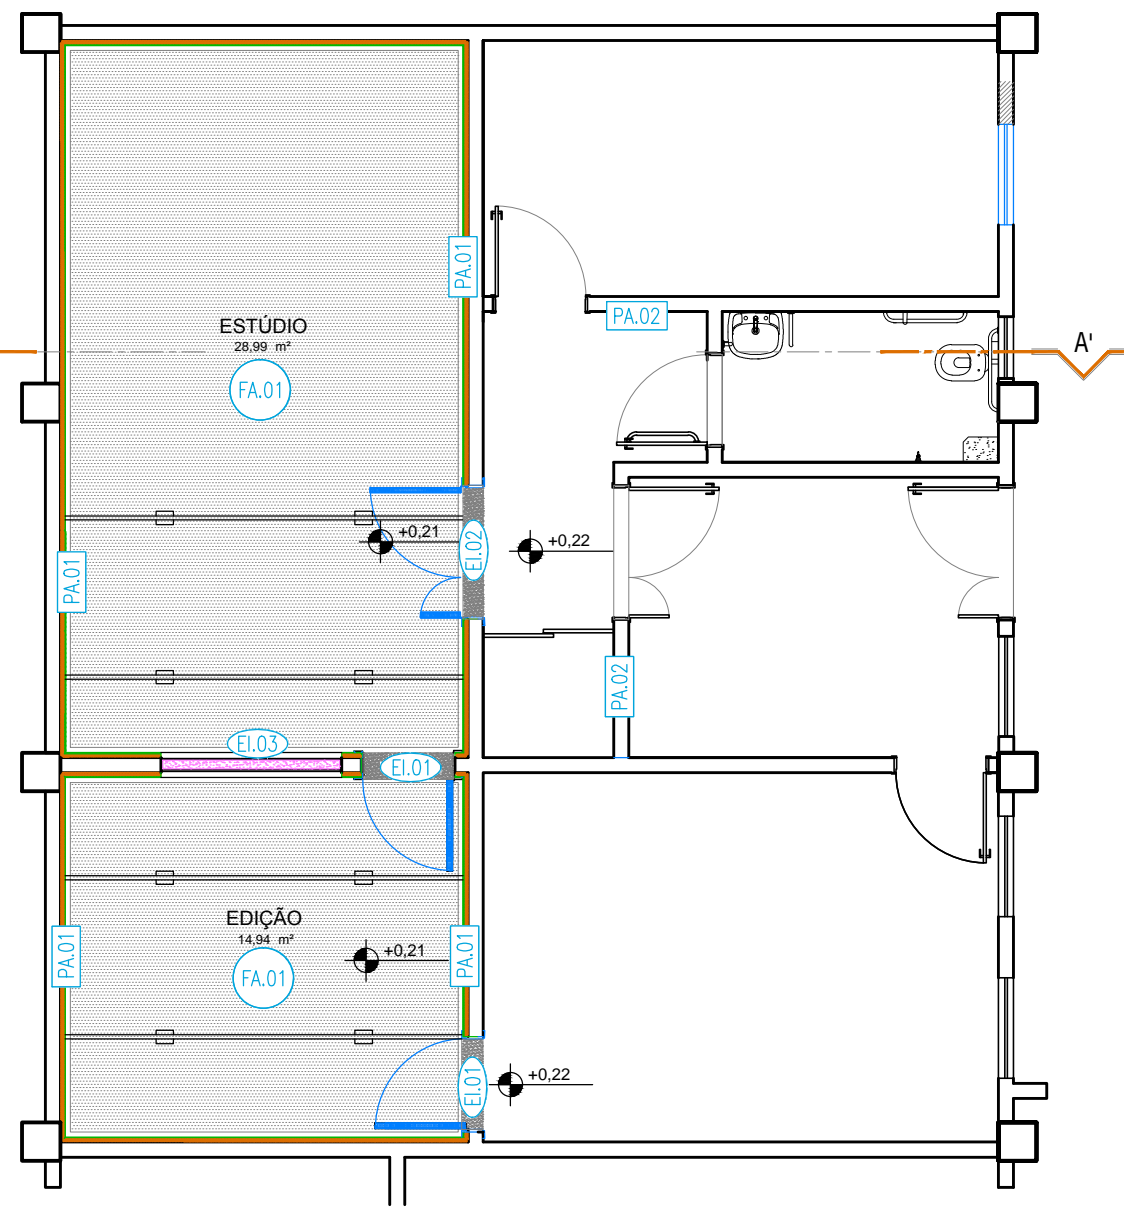 PA.01
PA.02
ESTÚDIO
28,99 m²
A'
FA.01
+0,21
EI.02
+0,22
PA.01
PA.02
EI.03
EI.01
EDIÇÃO
14,94 m²
PA.01
+0,21
PA.01
FA.01
EI.01
+0,22